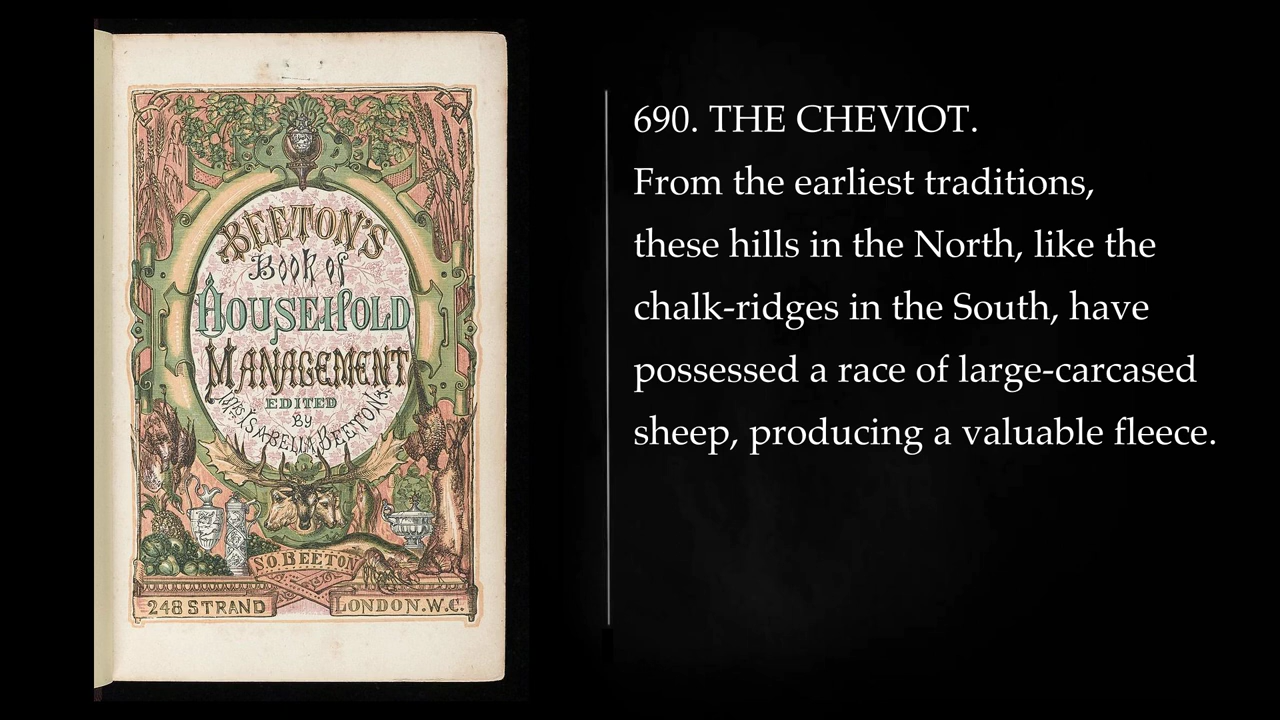 BEETON'S
Book of
HOUSEHOLD
MANAGEMENT
EDITED
By
MRS ISABELLA BEETON.
S.O. BEETON
248 STRAND
LONDON.W.C.
690. THE CHEVIOT.
From the earliest traditions,
these hills in the North, like the
chalk-ridges in the South, have
possessed a race of large-carcased
sheep, producing a valuable fleece.